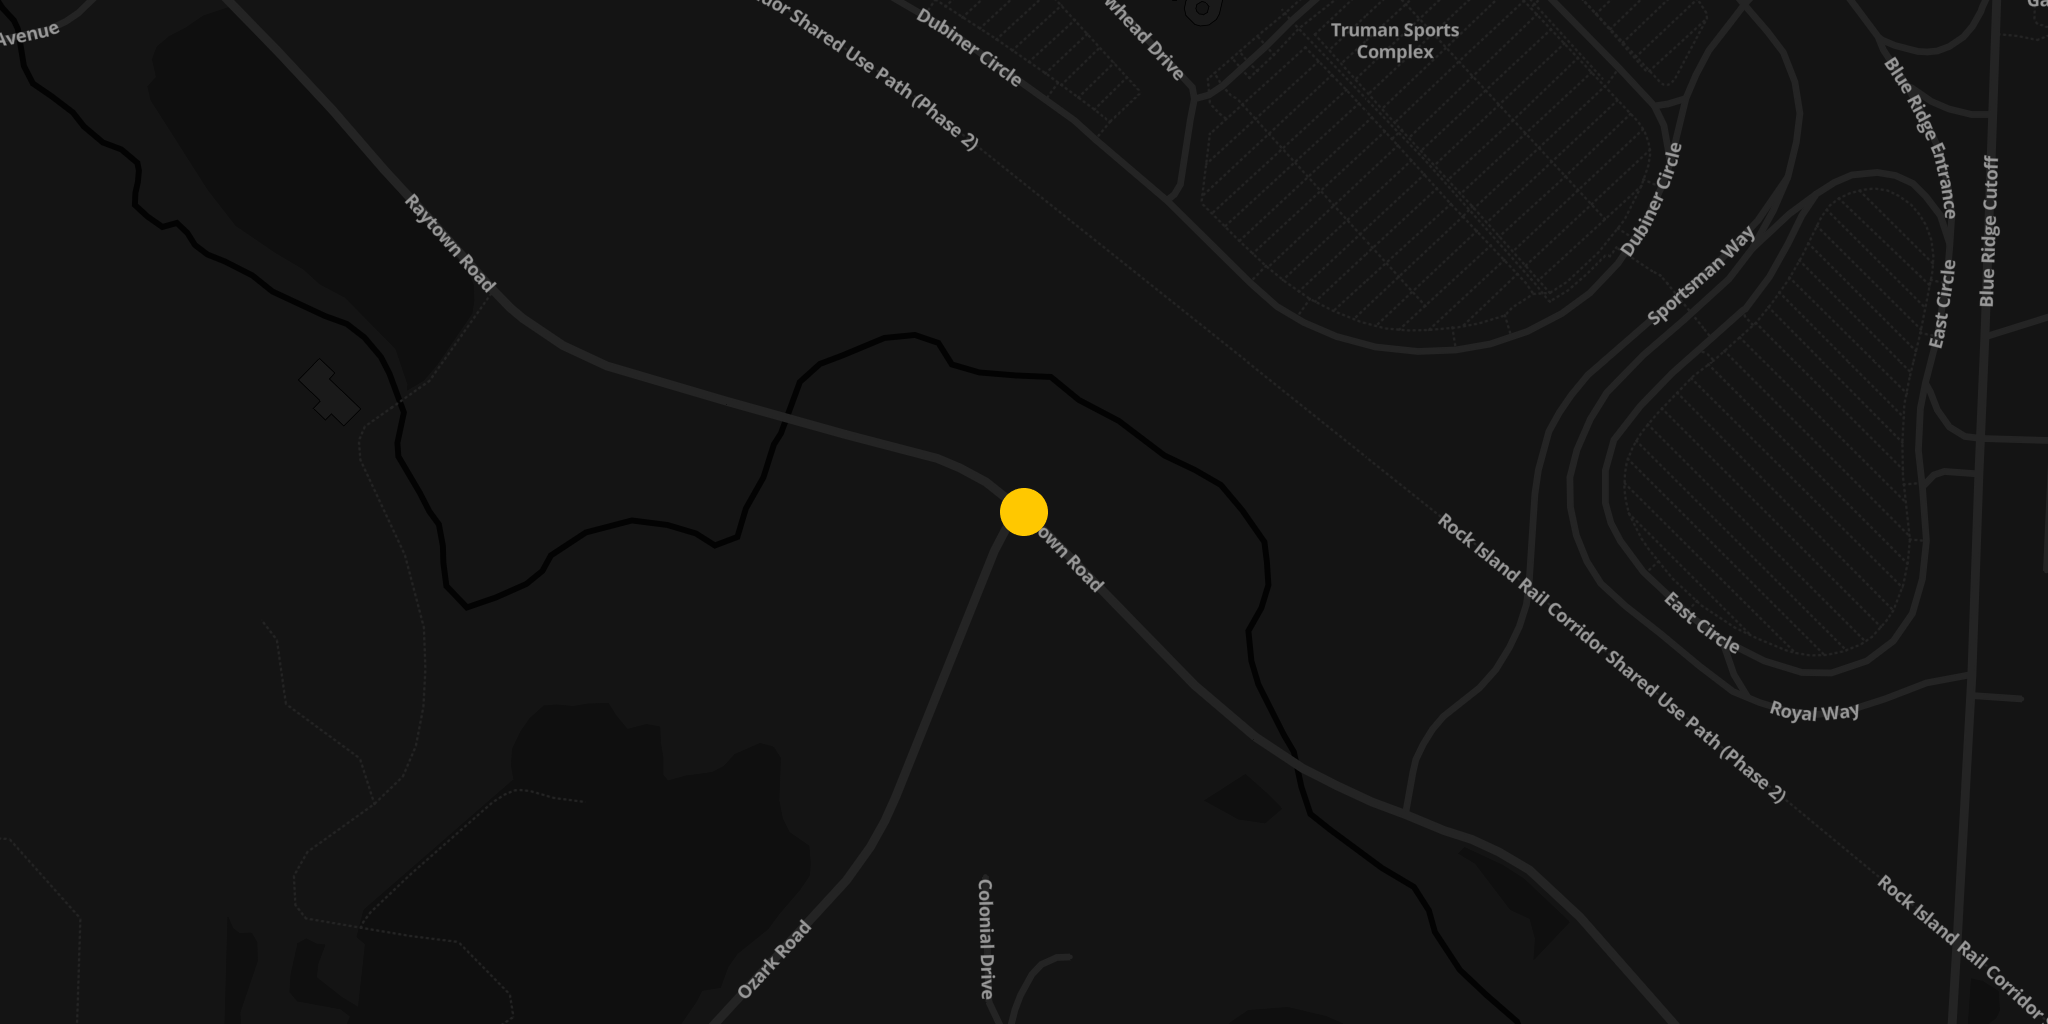 Avenue
dor Shared Use Path (Phase 2)
Dubiner Circle
whead Drive
Truman Sports
Complex
Blue Ridge Entrance
Blue Ridge Cutoff
Dubiner Circle
Raytown Road
Sportsman Way
East Circle
own Road
Rock Island Rail Corridor Shared Use Path (Phase 2)
East Circle
Royal Way
Colonial Drive
Ozark Road
Rock Island Rail Corridor